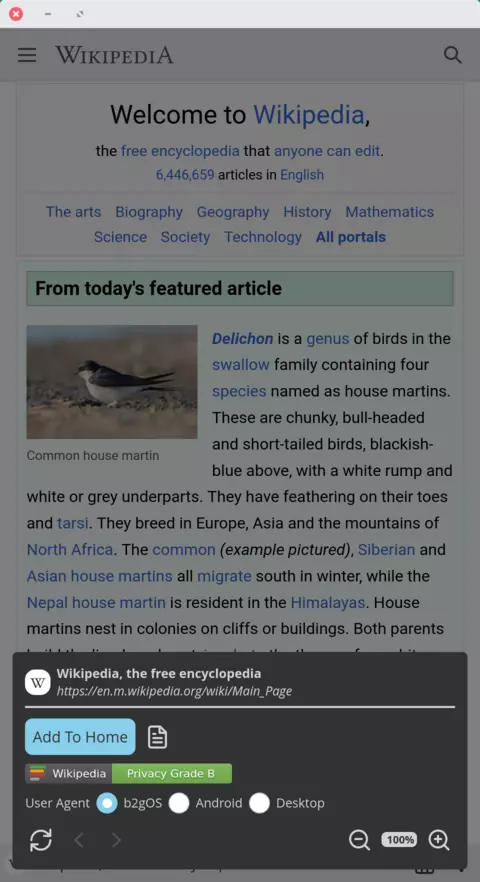 WIKIPEDIA
Welcome to Wikipedia,
the free encyclopedia that anyone can edit.
6,446,659 articles in English
The arts Biography Geography History Mathematics
Science Society Technology All portals
From today's featured article
Delichon is a genus of birds in the
swallow family containing four
species named as house martins.
These are chunky, bull-headed
and short-tailed birds, blackish-
blue above, with a white rump and
Common house martin
white or grey underparts. They have feathering on their toes
and tarsi. They breed in Europe, Asia and the mountains of
North Africa. The common (example pictured), Siberian and
Asian house martins all migrate south in winter, while the
Nepal house martin is resident in the Himalayas. House
martins nest in colonies on cliffs or buildings. Both parents
W
Wikipedia, the free encyclopedia
https://en.m.wikipedia.org/wiki/Main_Page
Add To Home
Wikipedia Privacy Grade B
User Agent b2gOS Android Desktop
100%